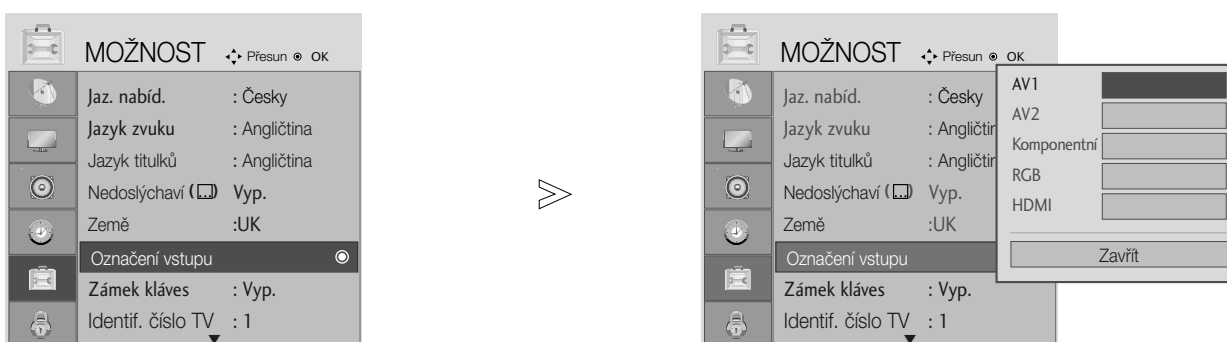 MOŽNOST Přesun OK
Jaz. nabíd. : Česky
Jazyk zvuku : Angličtina
Jazyk titulků : Angličtina
Nedoslýchaví ( ) Vyp.
Země :UK
Označení vstupu
Zámek kláves : Vyp.
Identif. číslo TV : 1
MOŽNOST Přesun OK
Jaz. nabíd. : Česky
Jazyk zvuku : Angličtin
Jazyk titulků : Angličtin
Nedoslýchaví ( ) Vyp.
Země :UK
Označení vstupu
Zámek kláves : Vyp.
Identif. číslo TV : 1
AV1
AV2
Komponentní
RGB
HDMI
Zavřít